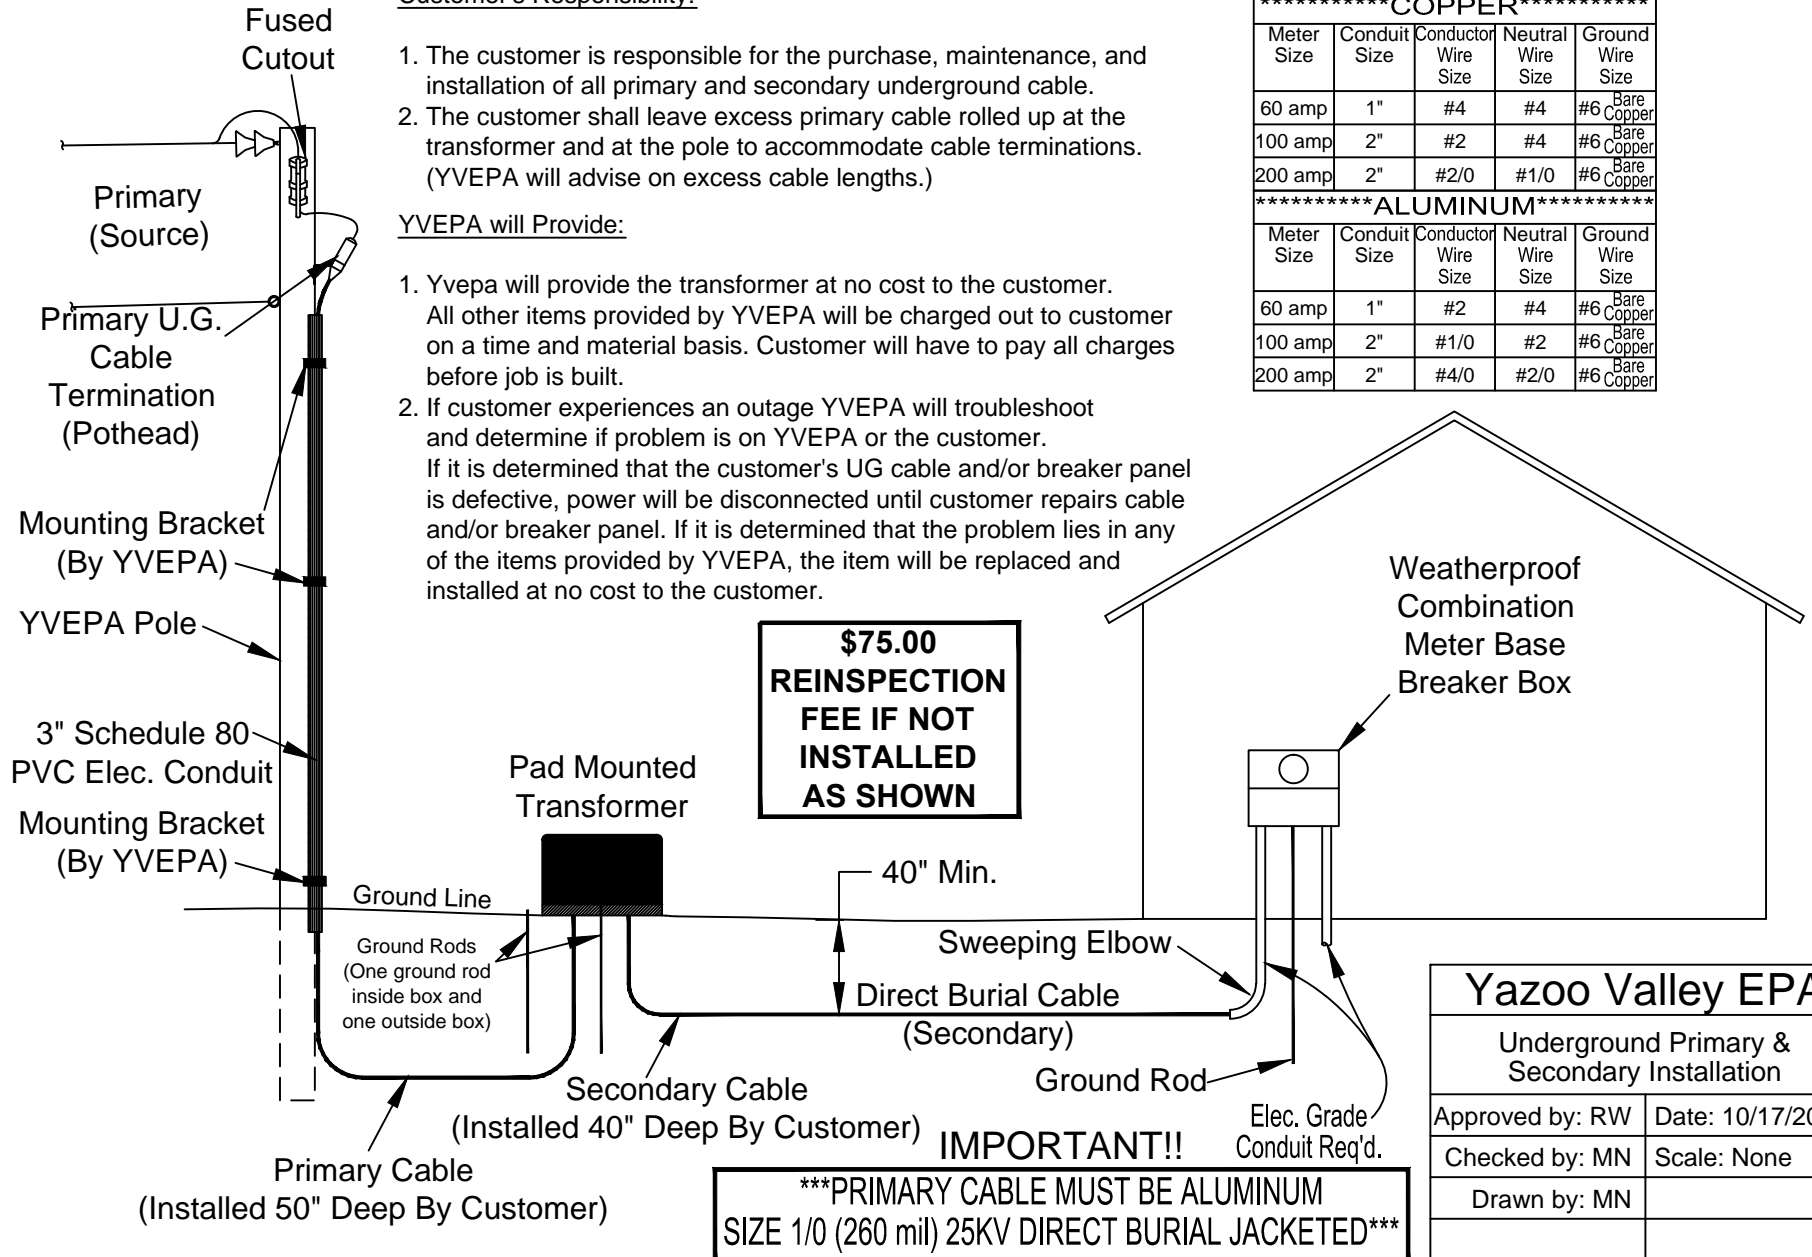 Customer's Responsibility:
1. The customer is responsible for the purchase, maintenance, and
installation of all primary and secondary underground cable.
2. The customer shall leave excess primary cable rolled up at the
transformer and at the pole to accommodate cable terminations.
(YVEPA will advise on excess cable lengths.)
YVEPA will Provide:
1. Yvepa will provide the transformer at no cost to the customer.
All other items provided by YVEPA will be charged out to customer
on a time and material basis. Customer will have to pay all charges
before job is built.
2. If customer experiences an outage YVEPA will troubleshoot
and determine if problem is on YVEPA or the customer.
If it is determined that the customer's UG cable and/or breaker panel
is defective, power will be disconnected until customer repairs cable
and/or breaker panel. If it is determined that the problem lies in any
of the items provided by YVEPA, the item will be replaced and
installed at no cost to the customer.
***********COPPER***********
Meter Size Conduit Size Conductor Wire Size Neutral Wire Size Ground Wire Size
60 amp 1" #4 #4 #6 Bare Copper
100 amp 2" #2 #4 #6 Bare Copper
200 amp 2" #2/0 #1/0 #6 Bare Copper
**********ALUMINUM**********
Meter Size Conduit Size Conductor Wire Size Neutral Wire Size Ground Wire Size
60 amp 1" #2 #4 #6 Bare Copper
100 amp 2" #1/0 #2 #6 Bare Copper
200 amp 2" #4/0 #2/0 #6 Bare Copper
Fused
Cutout
Primary
(Source)
Primary U.G.
Cable
Termination
(Pothead)
Mounting Bracket
(By YVEPA)
YVEPA Pole
3" Schedule 80
PVC Elec. Conduit
Mounting Bracket
(By YVEPA)
Ground Line
Ground Rods
(One ground rod
inside box and
one outside box)
Pad Mounted
Transformer
$75.00
REINSPECTION
FEE IF NOT
INSTALLED
AS SHOWN
Weatherproof
Combination
Meter Base
Breaker Box
40" Min.
Sweeping Elbow
Direct Burial Cable
(Secondary)
Ground Rod
Secondary Cable
(Installed 40" Deep By Customer)
Primary Cable
(Installed 50" Deep By Customer)
Elec. Grade
Conduit Req'd.
IMPORTANT!!
***PRIMARY CABLE MUST BE ALUMINUM
SIZE 1/0 (260 mil) 25KV DIRECT BURIAL JACKETED***
Yazoo Valley EPA
Underground Primary &
Secondary Installation
Approved by: RW Date: 10/17/20
Checked by: MN Scale: None
Drawn by: MN